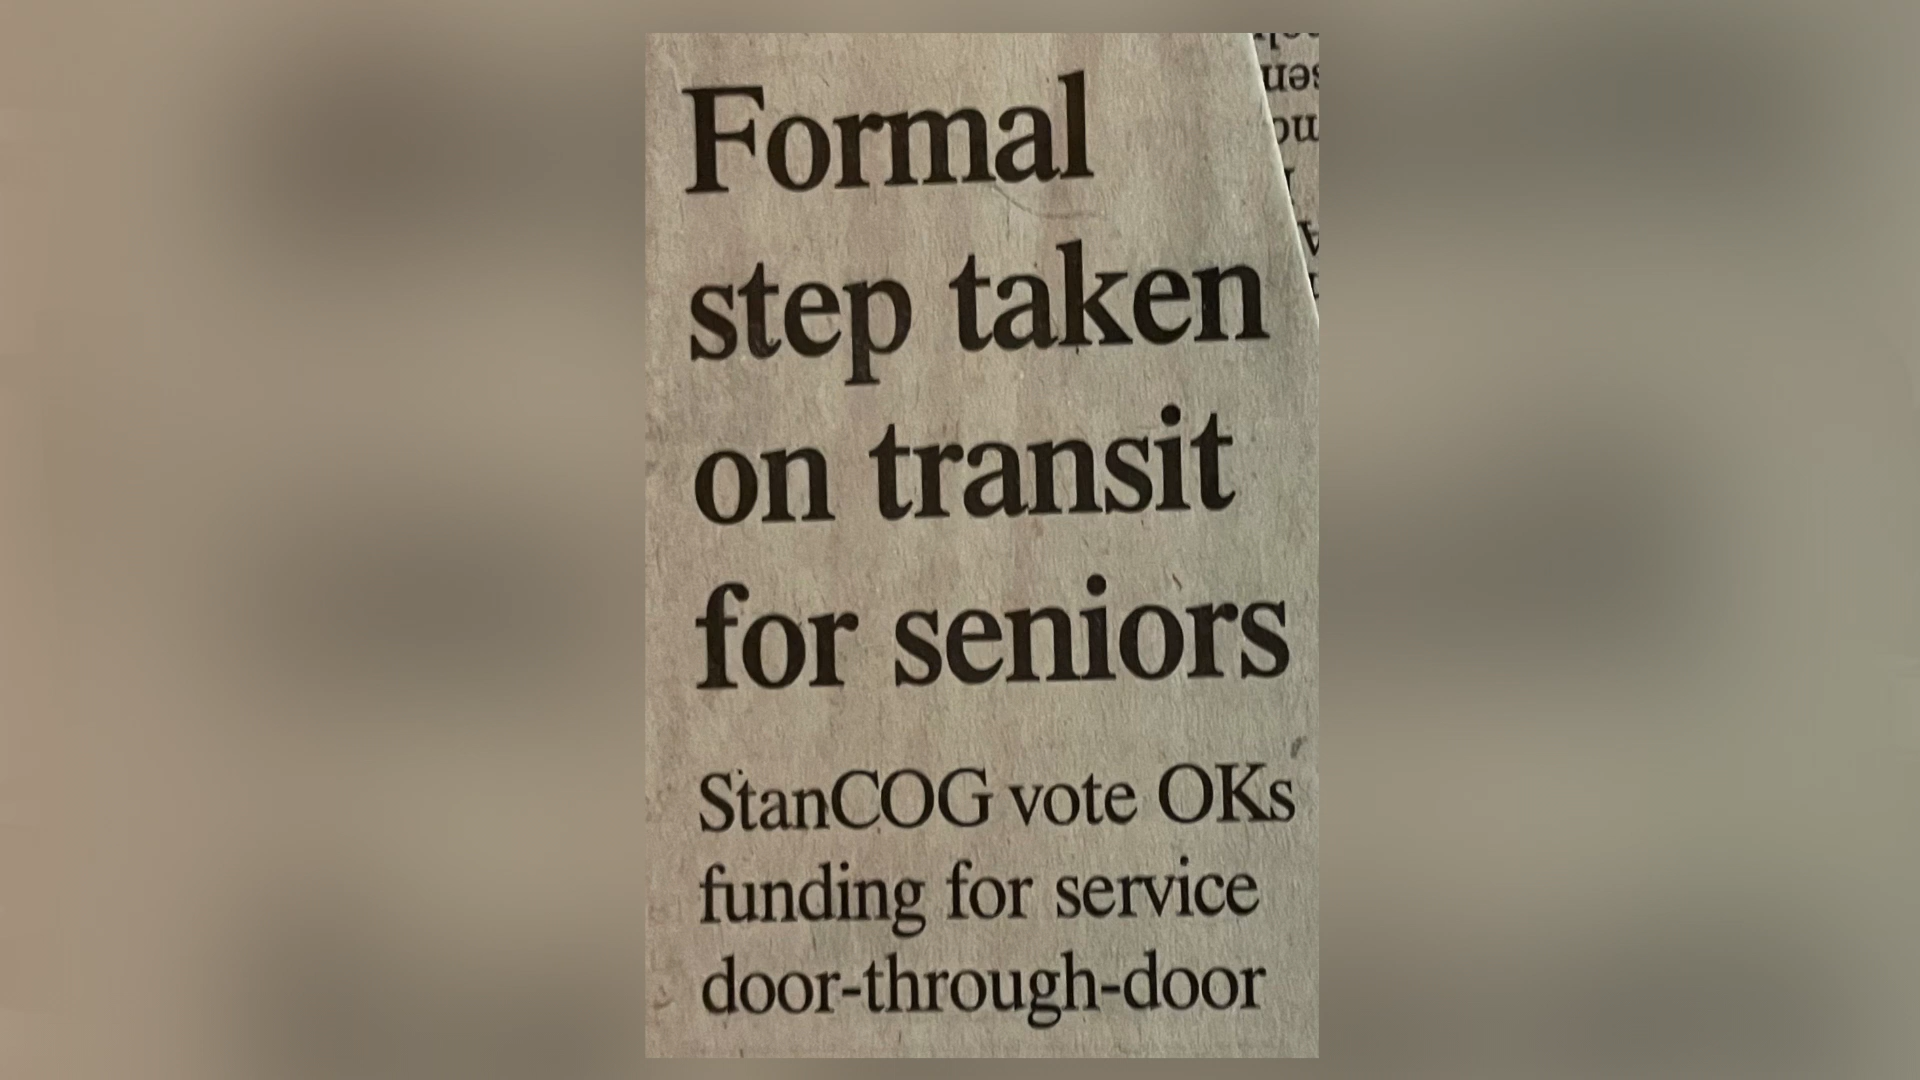 Formal
step taken
on transit
for seniors
StanCOG vote OKs
funding for service
door-through-door